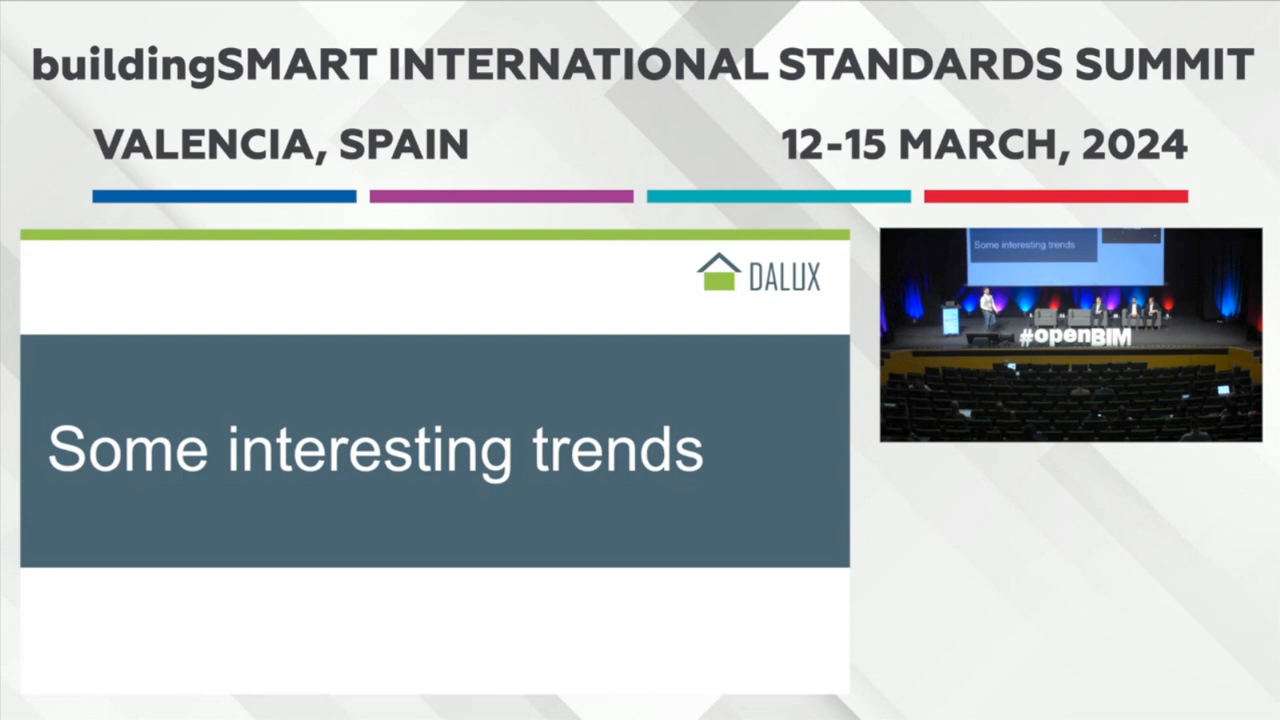 buildingSMART INTERNATIONAL STANDARDS SUMMIT
VALENCIA, SPAIN
12-15 MARCH, 2024
DALUX
Some interesting trends
Some interesting trends
#openBIM